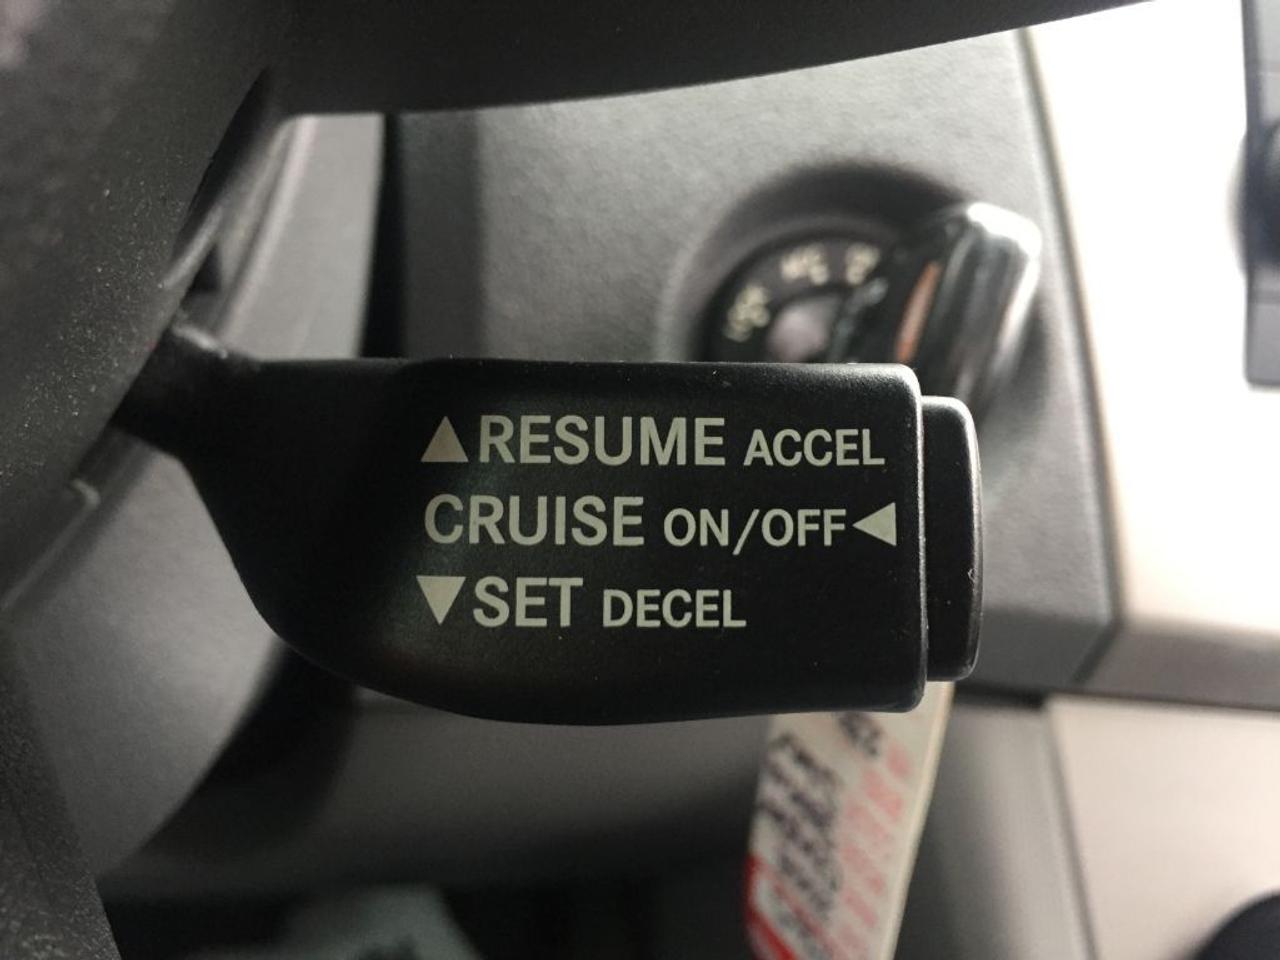 ▲RESUME ACCEL
CRUISE ON/OFF◀
▼SET DECEL